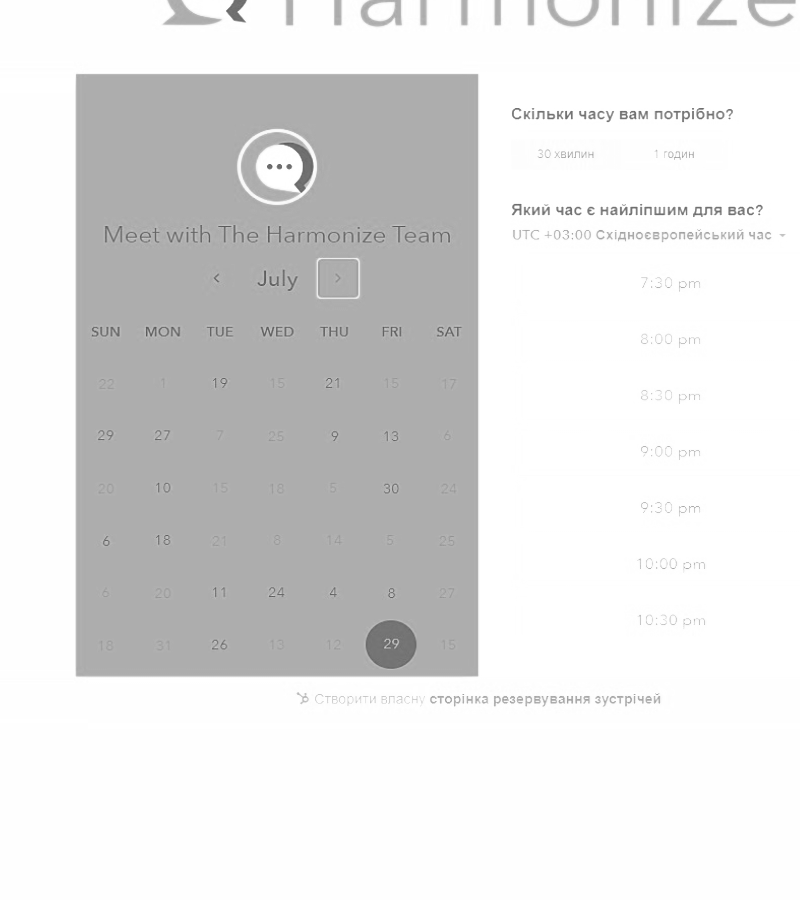 Harmonize
Скільки часу вам потрібно?
30 хвилин 1 годин
Meet with The Harmonize Team
Який час є найліпшим для вас?
UTC +03:00 Східноєвропейський час
July
7:30 pm
SUN MON TUE WED THU FRI SAT
8:00 pm
22 1 19 15 21 15 17
8:30 pm
29 27 7 25 9 13 6
9:00 pm
20 10 15 18 5 30 24
9:30 pm
6 18 21 8 14 5 25
10:00 pm
6 20 11 24 4 8 27
10:30 pm
18 31 26 13 12 29 15
Створити власну сторінка резервування зустрічей